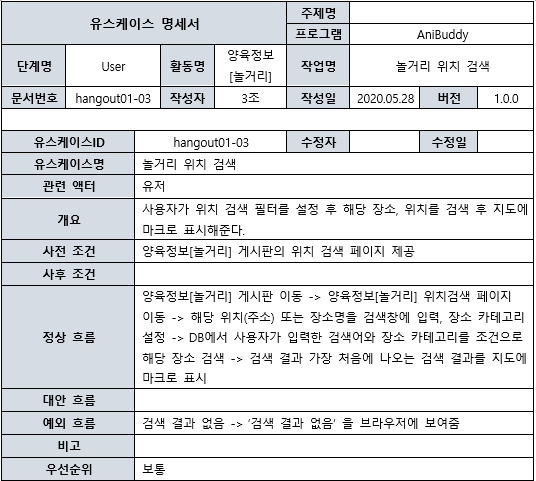 유스케이스 명세서
주제명
프로그램 AniBuddy
단계명 User 활동명 양육정보
[놀거리] 작업명 놀거리 위치 검색
문서번호 hangout01-03 작성자 3조 작성일 2020.05.28 버전 1.0.0
유스케이스ID hangout01-03 수정자 수정일
유스케이스명 놀거리 위치 검색
관련 액터 유저
개요 사용자가 위치 검색 필터를 설정 후 해당 장소, 위치를 검색 후 지도에
마크로 표시해준다.
사전 조건 양육정보[놀거리] 게시판의 위치 검색 페이지 제공
사후 조건
정상 흐름 양육정보[놀거리] 게시판 이동 -> 양육정보[놀거리] 위치검색 페이지
이동 -> 해당 위치(주소) 또는 장소명을 검색창에 입력, 장소 카테고리
설정 -> DB에서 사용자가 입력한 검색어와 장소 카테고리를 조건으로
해당 장소 검색 -> 검색 결과 가장 처음에 나오는 검색 결과를 지도에
마크로 표시
대안 흐름
예외 흐름 검색 결과 없음 -> '검색 결과 없음' 을 브라우저에 보여줌
비고
우선순위 보통